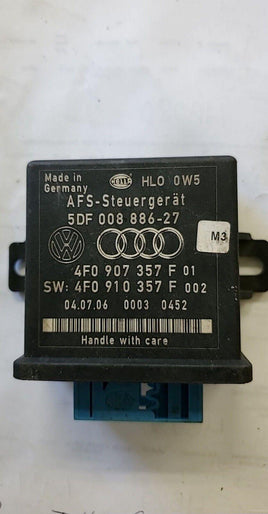 Made in HELLA HLO 0W5
Germany
AFS-Steuergerät
5DF 008 886-27
M3
4F0 907 357 F 01
SW: 4F0 910 357 F 002
04.07.06 0003 0452
Handle with care